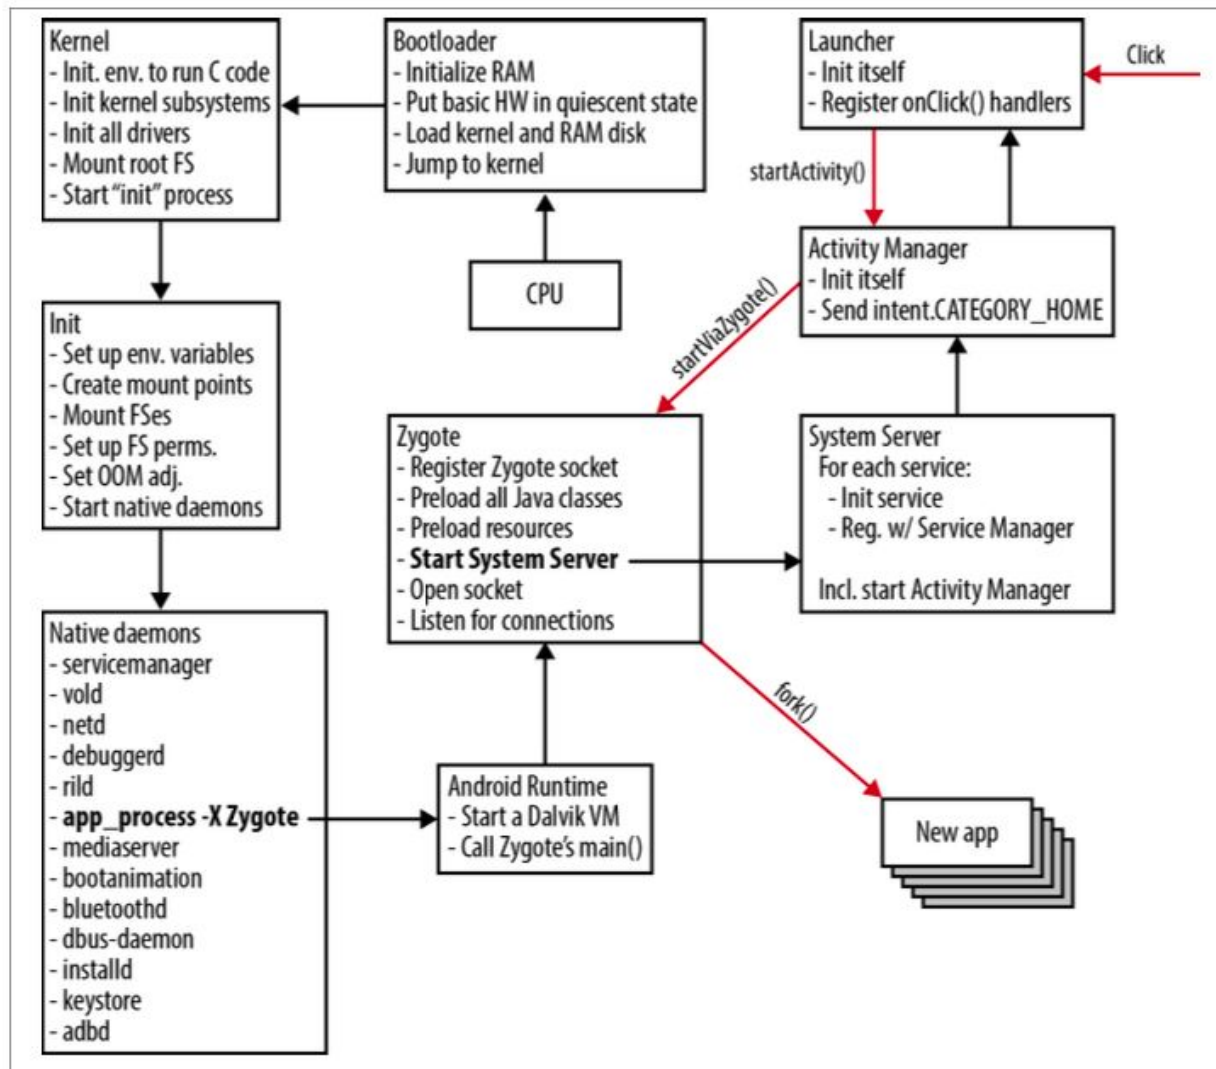 Kernel
- Init. env. to run C code
- Init kernel subsystems
- Init all drivers
- Mount root FS
- Start “init” process
Bootloader
- Initialize RAM
- Put basic HW in quiescent state
- Load kernel and RAM disk
- Jump to kernel
Launcher
- Init itself
- Register onClick() handlers
Click
startActivity()
CPU
Activity Manager
- Init itself
- Send intent.CATEGORY_HOME
startViaZygote()
Init
- Set up env. variables
- Create mount points
- Mount FSes
- Set up FS perms.
- Set OOM adj.
- Start native daemons
Zygote
- Register Zygote socket
- Preload all Java classes
- Preload resources
- Start System Server
- Open socket
- Listen for connections
System Server
For each service:
- Init service
- Reg. w/ Service Manager
Incl. start Activity Manager
fork()
Native daemons
- servicemanager
- vold
- netd
- debuggerd
- rild
- app_process -X Zygote
- mediaserver
- bootanimation
- bluetoothd
- dbus-daemon
- installd
- keystore
- adbd
Android Runtime
- Start a Dalvik VM
- Call Zygote’s main()
New app